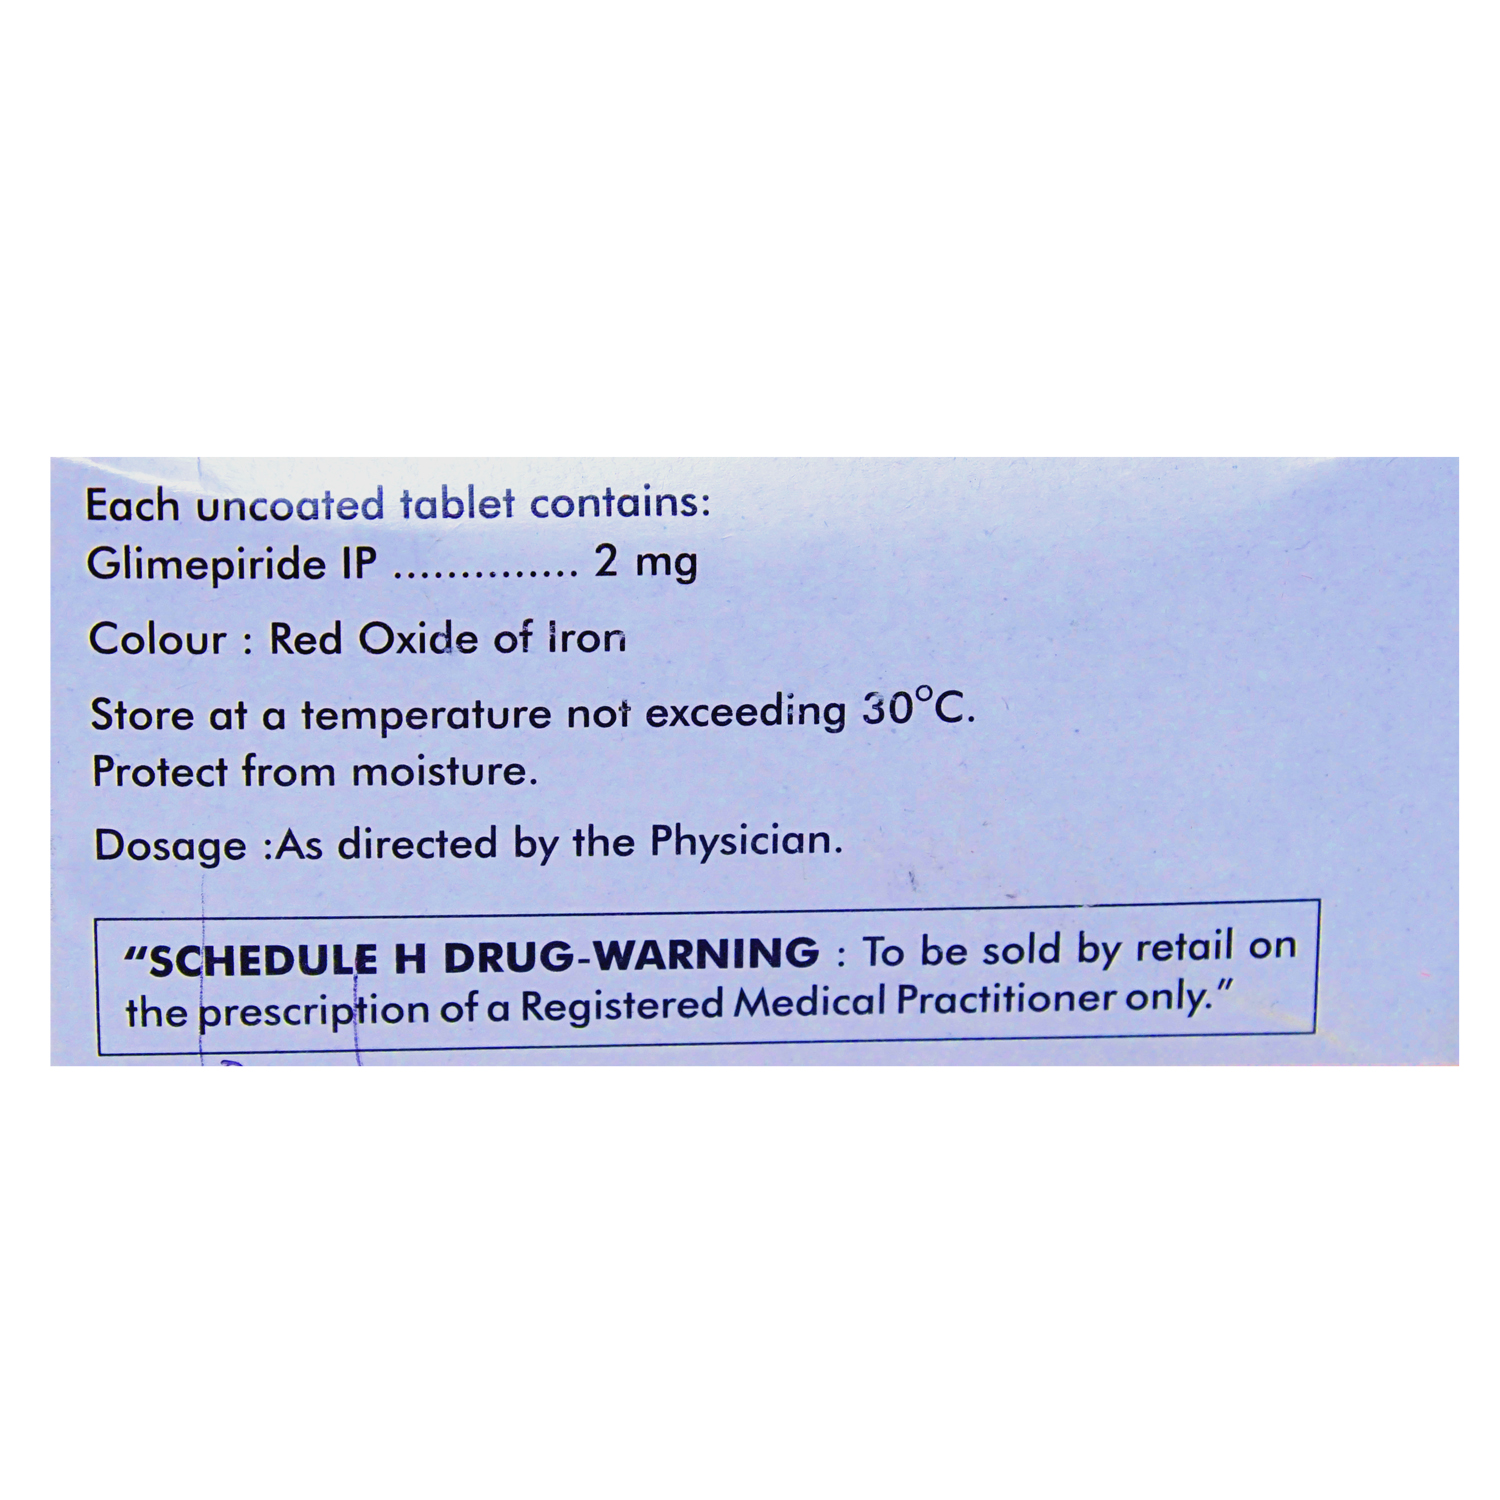 Each uncoated tablet contains:
Glimepiride IP .............. 2 mg
Colour : Red Oxide of Iron
Store at a temperature not exceeding 30°C.
Protect from moisture.
Dosage :As directed by the Physician.
“SCHEDULE H DRUG-WARNING : To be sold by retail on
the prescription of a Registered Medical Practitioner only.”